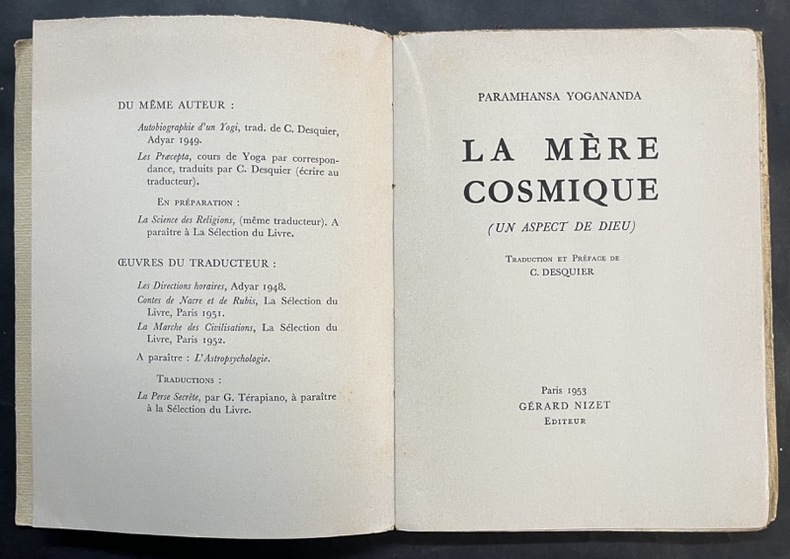 DU MÊME AUTEUR :
Autobiographie d'un Yogi, trad. de C. Desquier,
Adyar 1949.
Les Præcepta, cours de Yoga par correspon-
dance, traduits par C. Desquier (écrire au
traducteur).
EN PRÉPARATION :
La Science des Religions, (même traducteur). A
paraître à La Sélection du Livre.
ŒUVRES DU TRADUCTEUR :
Les Directions horaires, Adyar 1948.
Contes de Nacre et de Rubis, La Sélection du
Livre, Paris 1951.
La Marche des Civilisations, La Sélection du
Livre, Paris 1952.
A paraître : L'Astropsychologie.
TRADUCTIONS :
La Perse Secrète, par G. Térapiano, à paraître
à la Sélection du Livre.
PARAMHANSA YOGANANDA
LA MÈRE
COSMIQUE
(UN ASPECT DE DIEU)
TRADUCTION ET PRÉFACE DE
C. DESQUIER
Paris 1953
GÉRARD NIZET
EDITEUR